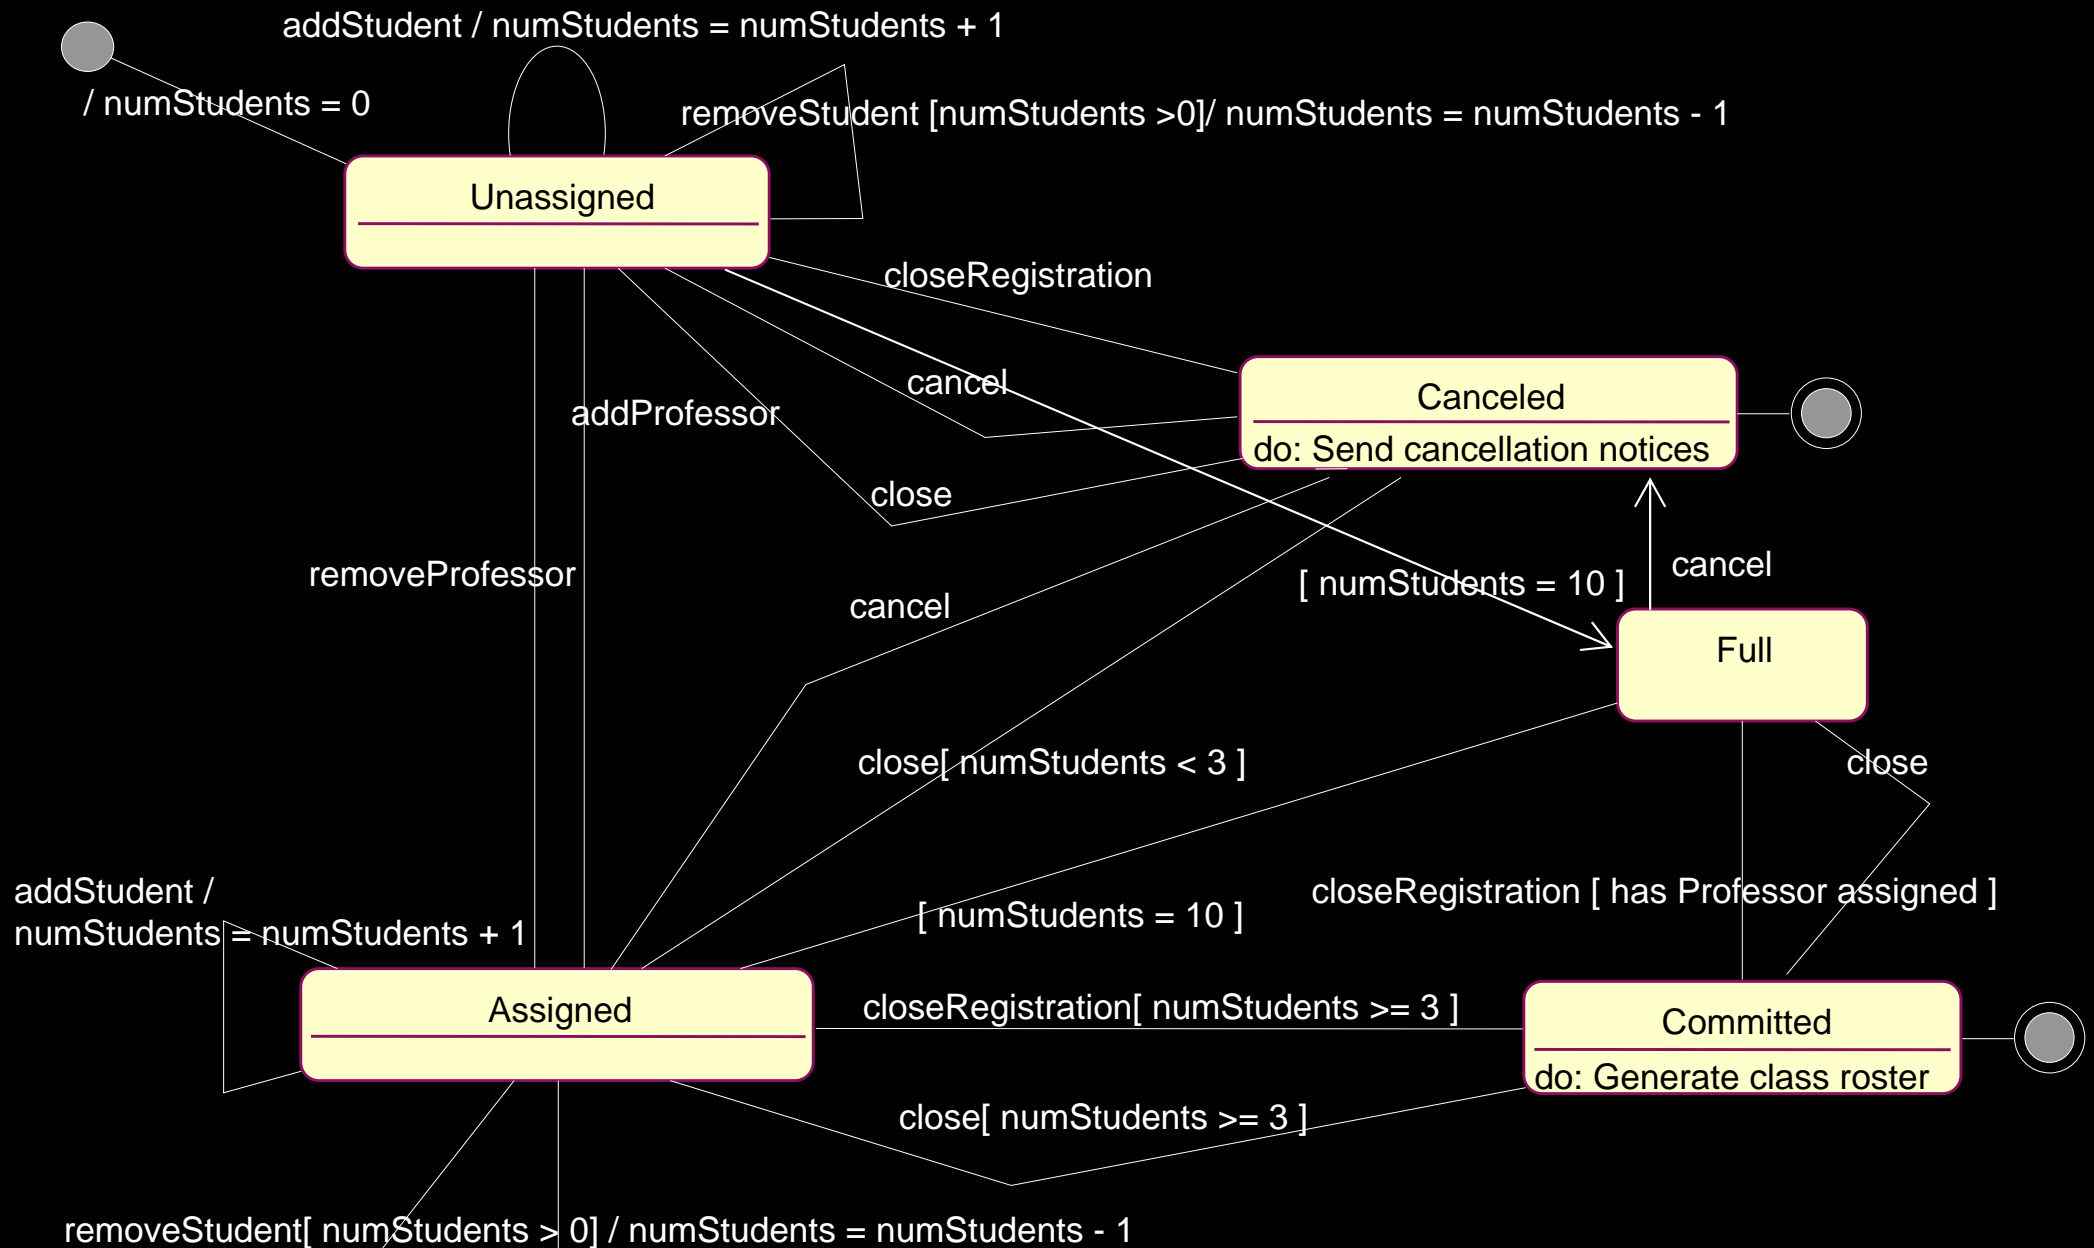 addStudent / numStudents = numStudents + 1
/ numStudents = 0
removeStudent [numStudents >0]/ numStudents = numStudents - 1
Unassigned
closeRegistration
cancel
Canceled
do: Send cancellation notices
addProfessor
close
removeProfessor
cancel
[ numStudents = 10 ]
cancel
Full
close[ numStudents < 3 ]
close
addStudent /
numStudents = numStudents + 1
[ numStudents = 10 ]
closeRegistration [ has Professor assigned ]
Assigned
closeRegistration[ numStudents >= 3 ]
Committed
do: Generate class roster
close[ numStudents >= 3 ]
removeStudent[ numStudents > 0] / numStudents = numStudents - 1